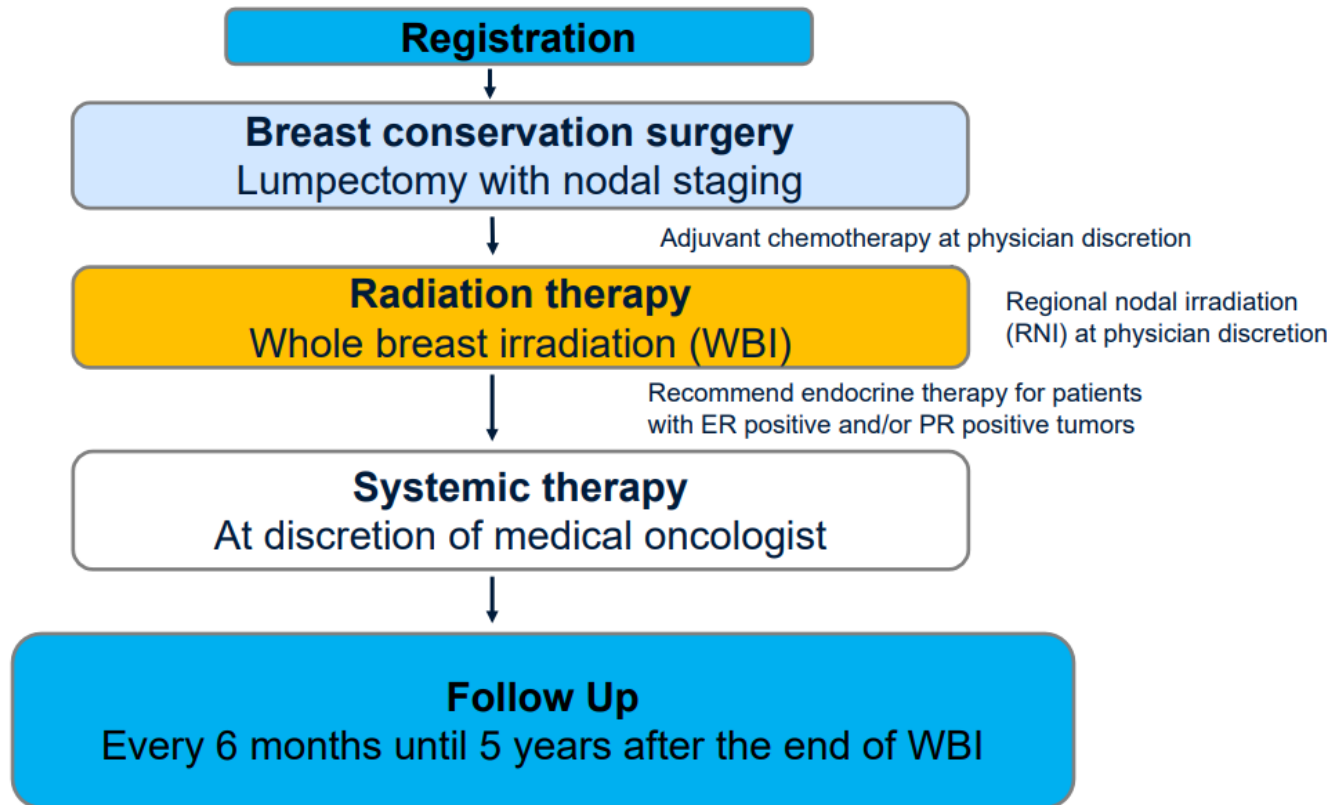 Registration
Breast conservation surgery
Lumpectomy with nodal staging
Adjuvant chemotherapy at physician discretion
Radiation therapy
Whole breast irradiation (WBI)
Regional nodal irradiation
(RNI) at physician discretion
Recommend endocrine therapy for patients
with ER positive and/or PR positive tumors
Systemic therapy
At discretion of medical oncologist
Follow Up
Every 6 months until 5 years after the end of WBI